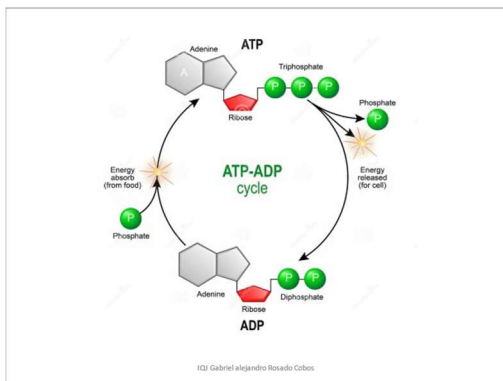 ATP
Adenine
A
Triphosphate
P P P
Phosphate
P
Ribose
Energy
absorb
(from food)
ATP-ADP
cycle
Energy
released
(for cell)
P
Phosphate
P P
Adenine
Diphosphate
Ribose
ADP
IQI Gabriel alejandro Rosado Cobos